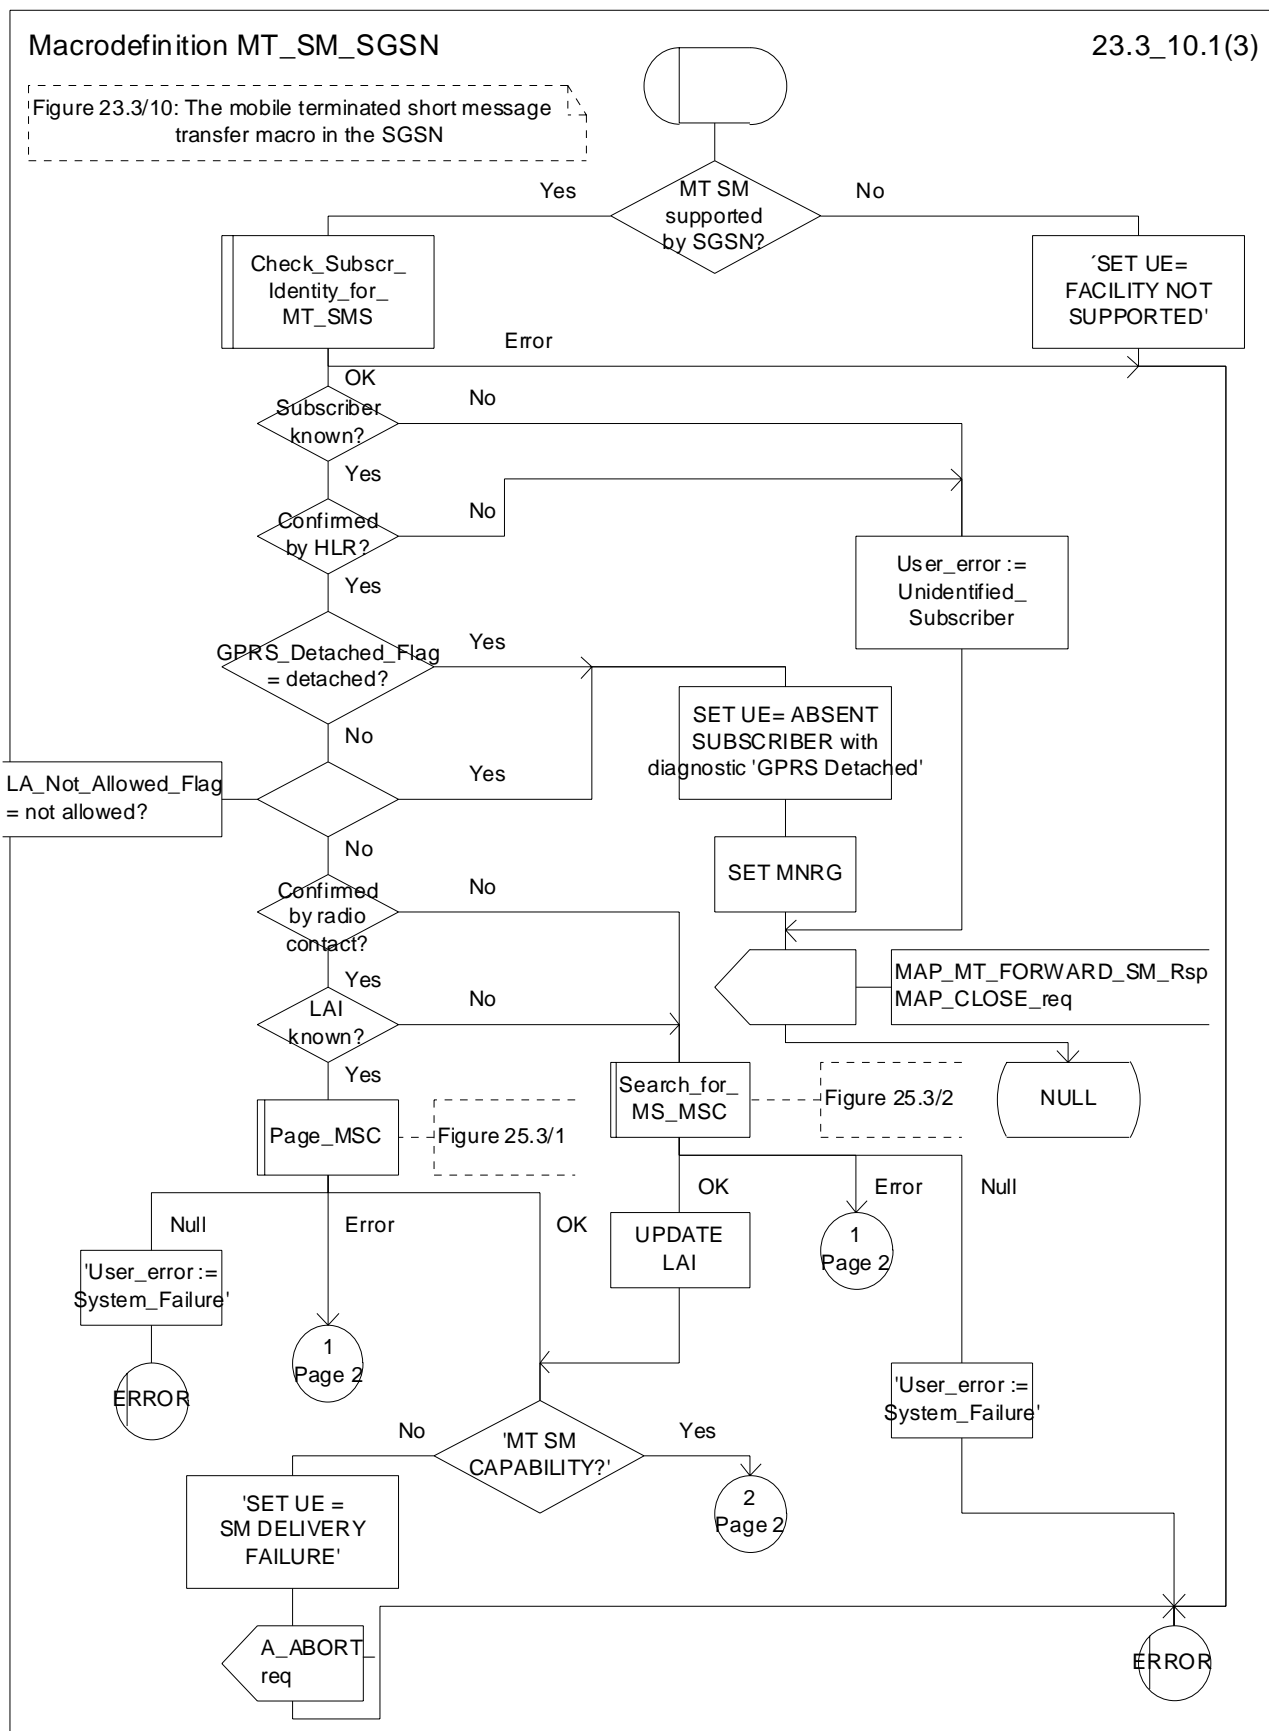 Macrodefinition MT_SM_SGSN
23.3_10.1(3)
Figure 23.3/10: The mobile terminated short message
transfer macro in the SGSN
MT SM
supported
by SGSN?
Yes
No
Check_Subscr_
Identity_for_
MT_SMS
´SET UE=
FACILITY NOT
SUPPORTED'
Error
OK
Subscriber
known?
No
Yes
Confirmed
by HLR?
No
Yes
User_error :=
Unidentified_
Subscriber
GPRS_Detached_Flag
= detached?
Yes
No
SET UE= ABSENT
SUBSCRIBER with
diagnostic 'GPRS Detached'
LA_Not_Allowed_Flag
= not allowed?
Yes
No
SET MNRG
Confirmed
by radio
contact?
No
Yes
MAP_MT_FORWARD_SM_Rsp
MAP_CLOSE_req
LAI
known?
No
Yes
Search_for_
MS_MSC
Figure 25.3/2
NULL
Page_MSC
Figure 25.3/1
OK
Error
Null
Null
Error
OK
UPDATE
LAI
1
Page 2
'User_error :=
System_Failure'
1
Page 2
ERROR
'User_error :=
System_Failure'
No
'MT SM
CAPABILITY?'
Yes
2
Page 2
'SET UE =
SM DELIVERY
FAILURE'
A_ABORT_
req
ERROR